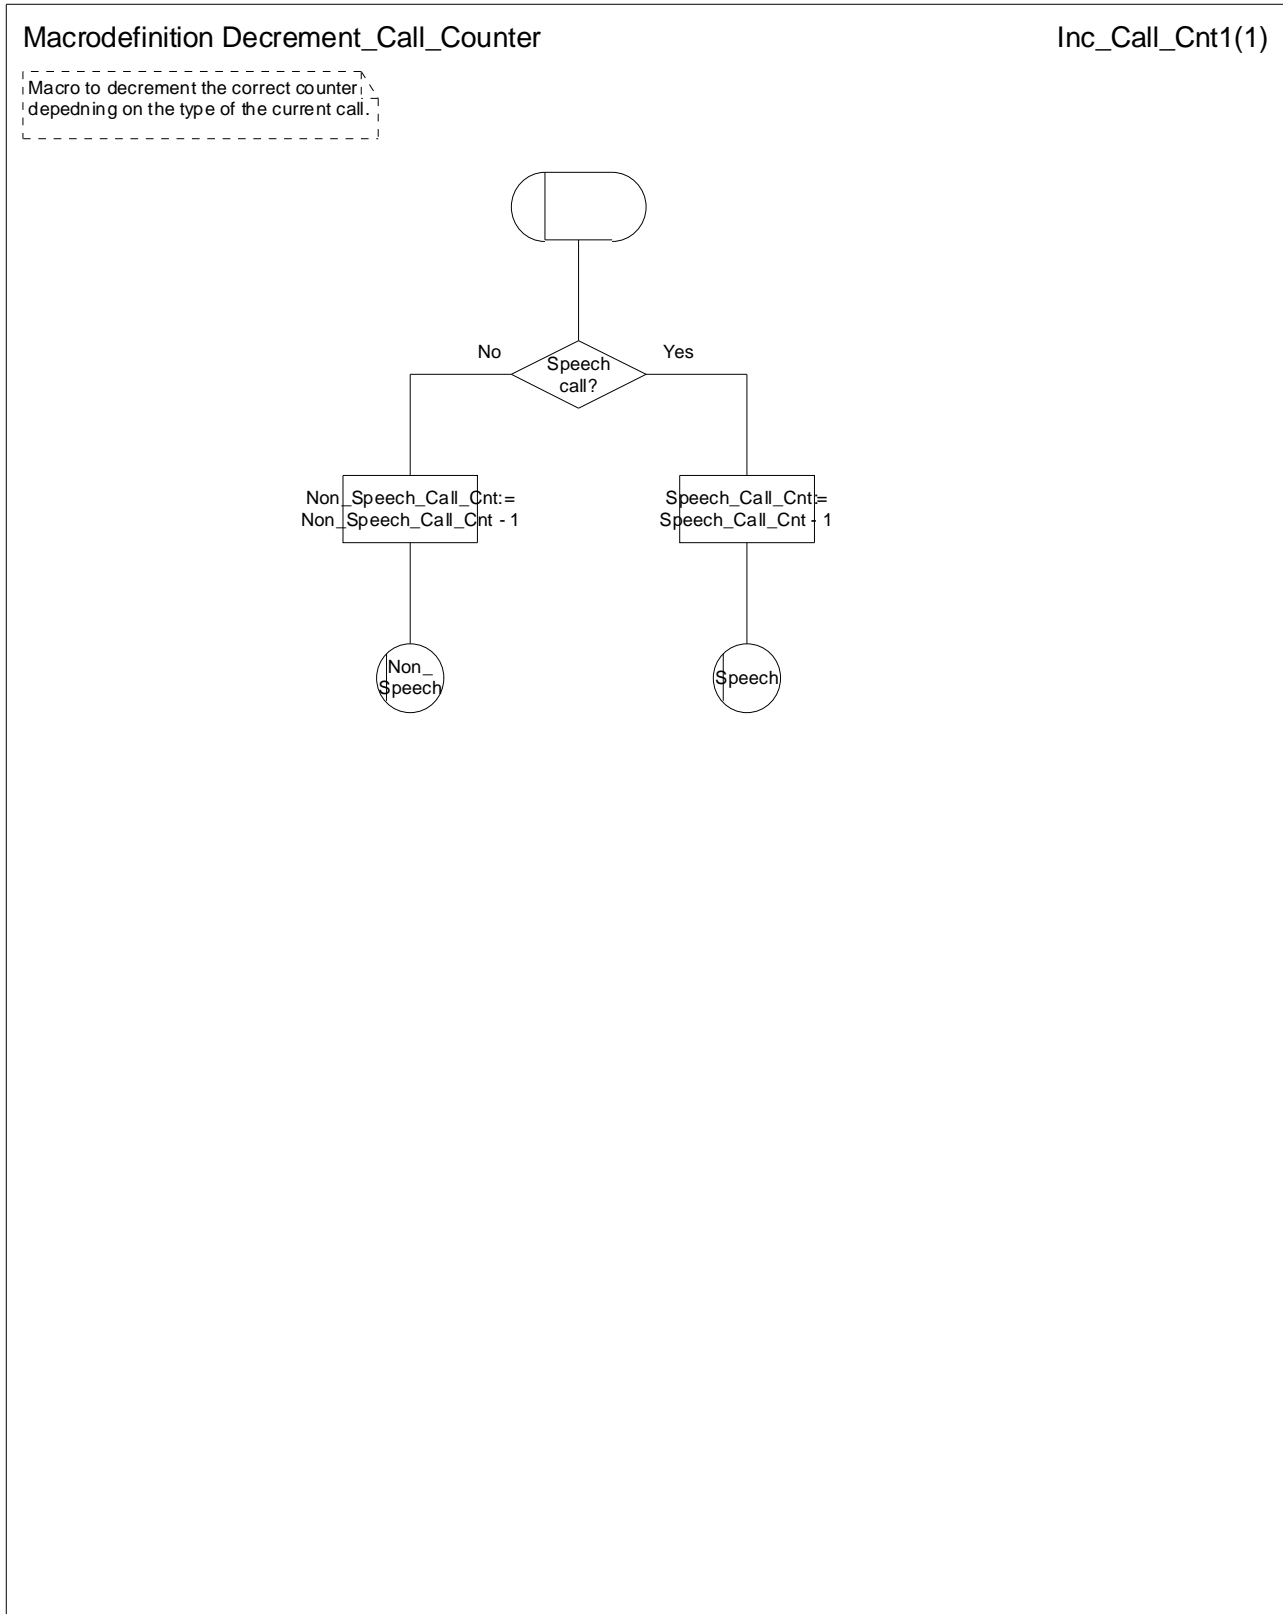 Macrodefinition Decrement_Call_Counter
Inc_Call_Cnt1(1)
Macro to decrement the correct counter
depedning on the type of the current call.
No
Yes
Speech
call?
Non_Speech_Call_Cnt:=
Non_Speech_Call_Cnt - 1
Speech_Call_Cnt:=
Speech_Call_Cnt - 1
Non_
Speech
Speech